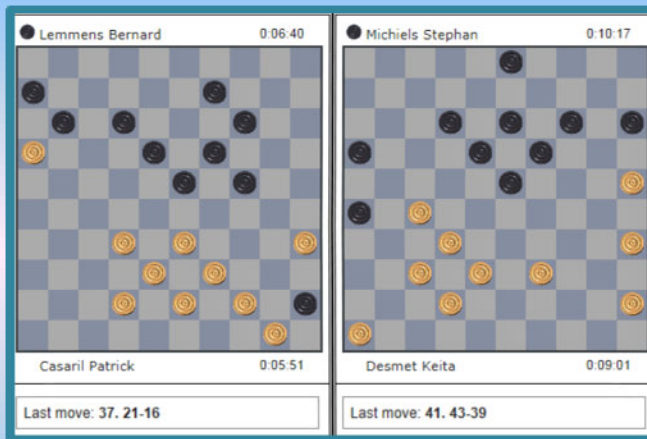 Lemmens Bernard 0:06:40
Casaril Patrick 0:05:51
Last move: 37. 21-16
Michiels Stephan 0:10:17
Desmet Keita 0:09:01
Last move: 41. 43-39